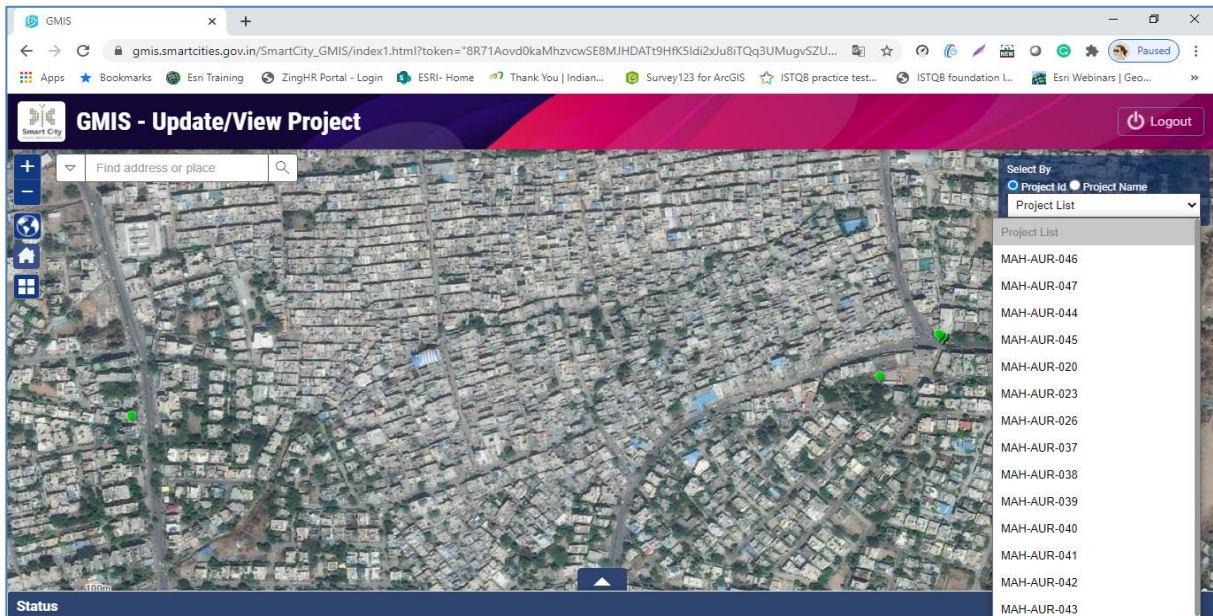 GMIS
gmis.smartcities.gov.in/SmartCity_GMIS/index1.html?token="8R71Aovd0kaMhzvcwSE8MJHDATt9HfK5Idi2xJu8iTQq3UMugvSZU...
Paused
Apps Bookmarks Esri Training ZingHR Portal - Login ESRI- Home Thank You | Indian... Survey123 for ArcGIS ISTQB practice test... ISTQB foundation l... Esri Webinars | Geo... »
Smart City
GMIS - Update/View Project
Logout
Find address or place
Select By
Project Id Project Name
Project List
Project List
MAH-AUR-046
MAH-AUR-047
MAH-AUR-044
MAH-AUR-045
MAH-AUR-020
MAH-AUR-023
MAH-AUR-026
MAH-AUR-037
MAH-AUR-038
MAH-AUR-039
MAH-AUR-040
MAH-AUR-041
MAH-AUR-042
MAH-AUR-043
100m
Status